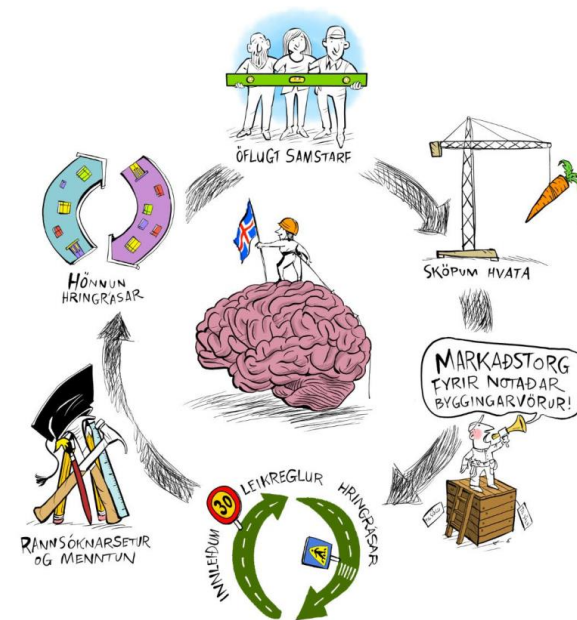 ÖFLUGT SAMSTARF
SKÖPUM HVATA
MARKAÐSTORG
FYRIR NOTAÐAR
BYGGINGARVÖRUR!
INNLEIÐUM LEIKREGLUR HRINGRÁSAR
30
RANNSÓKNARSETUR
OG MENNTUN
HÖNNUN
HRINGRÁSAR